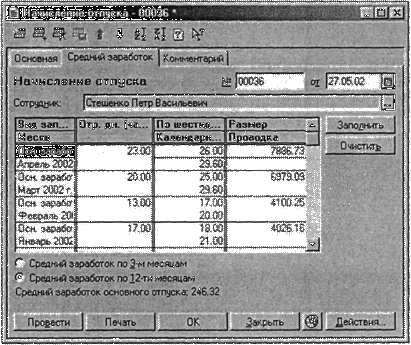 Начисление отпуска - 00036 *
Основная Средний заработок Комментарий
Начисление отпуска № 00036 от 27.05.02
Сотрудник: Стешенко Петр Васильевич ...
Вид зап... Отр. дн. (ча... По шестид... Размер Заполнить
Месяц Календарн... Проводка Очистить
23.00 26.00 7886.73
Апрель 2002 29.60
Осн. заработ 20.00 25.00 6979.09
Март 2002 г. 29.60
Осн. заработ 13.00 17.00 4100.25
Февраль 200 20.00
Осн. заработ 17.00 18.00 4026.16
Январь 2002 21.00
Средний заработок по 3-м месяцам
Средний заработок по 12-ти месяцам
Средний заработок основного отпуска: 246.32
Провести Печать OK Закрыть Действия...